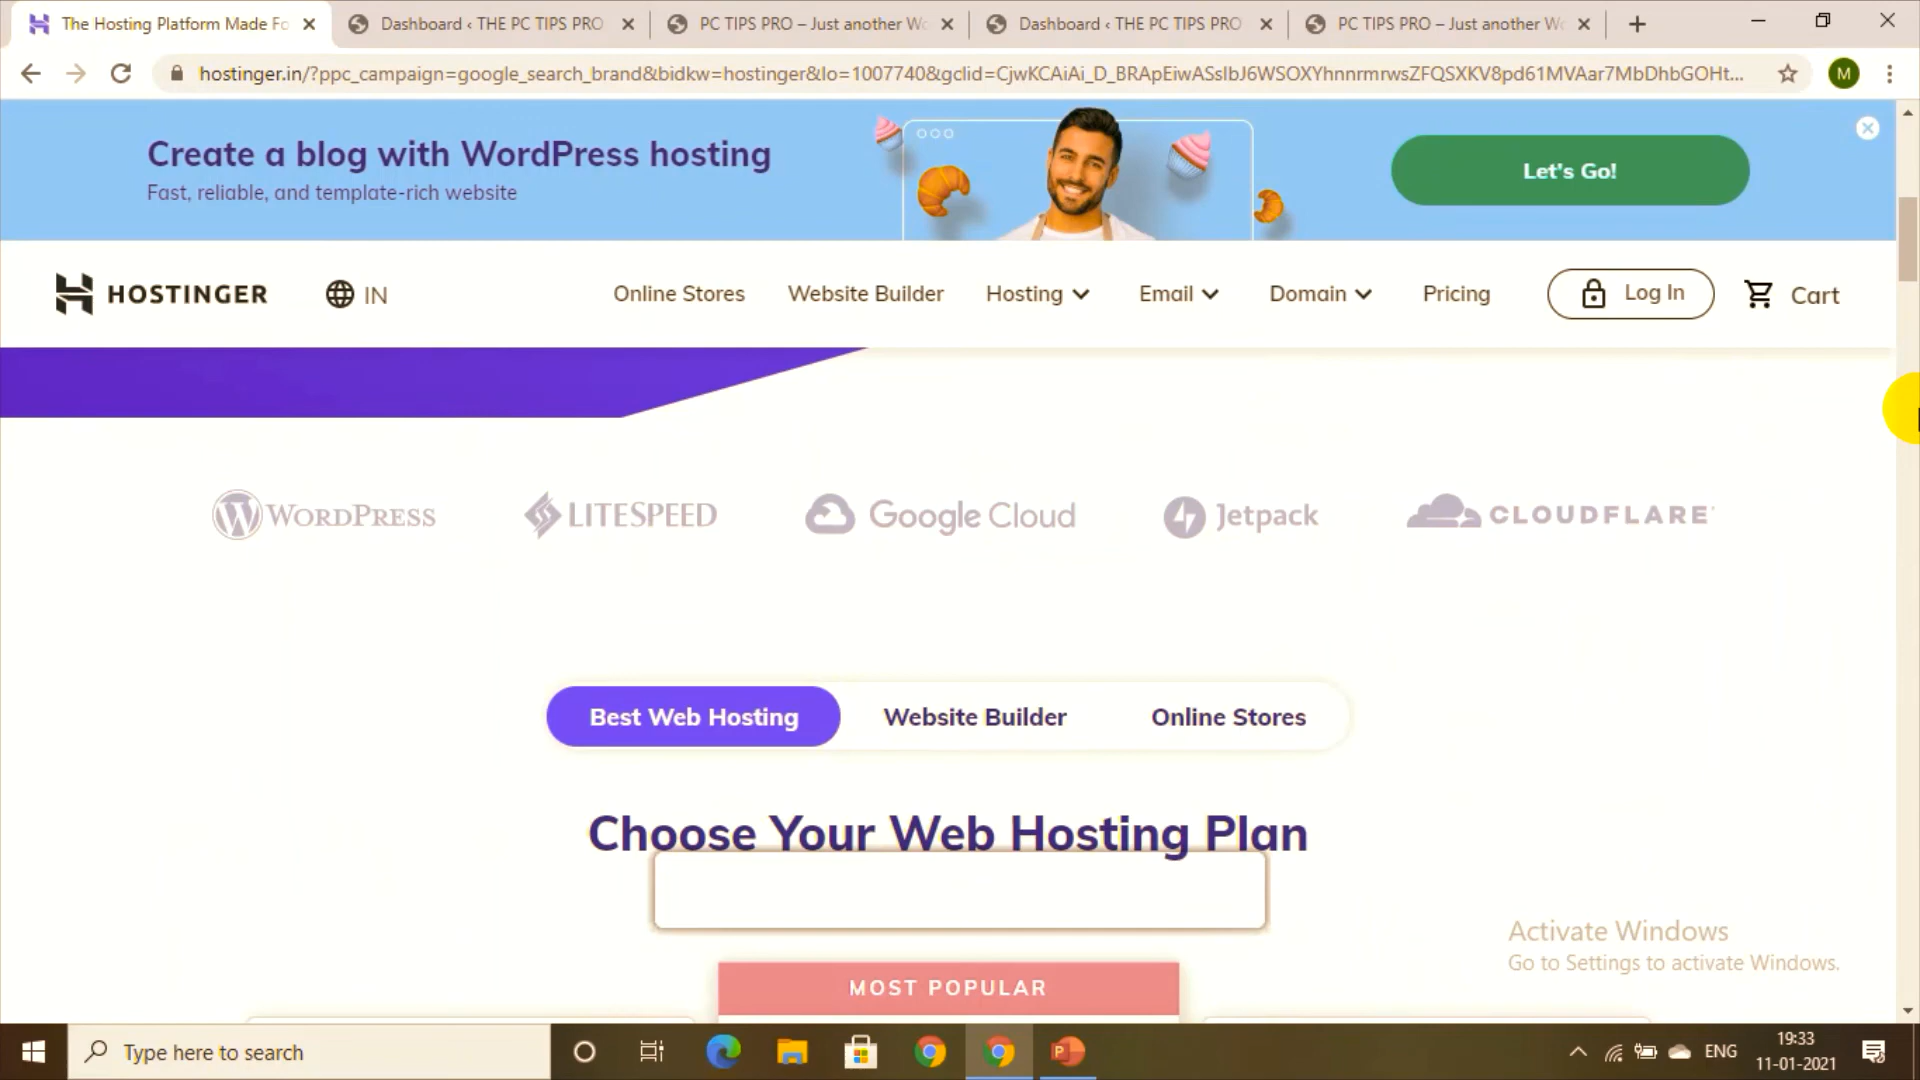 The Hosting Platform Made Fo
Dashboard ‹ THE PC TIPS PRO
PC TIPS PRO – Just another Wo
Dashboard ‹ THE PC TIPS PRO
PC TIPS PRO – Just another Wo
hostinger.in/?ppc_campaign=google_search_brand&bidkw=hostinger&lo=1007740&gclid=CjwKCAiAi_D_BRApEiwASslbJ6WSOXYhnnrmrwsZFQSXKV8pd61MVAar7MbDhbGOHt...
M
Create a blog with WordPress hosting
Fast, reliable, and template-rich website
Let's Go!
HOSTINGER
IN
Online Stores
Website Builder
Hosting
Email
Domain
Pricing
Log In
Cart
WORDPRESS
LITESPEED
Google Cloud
Jetpack
CLOUDFLARE
Best Web Hosting
Website Builder
Online Stores
Choose Your Web Hosting Plan
MOST POPULAR
Activate Windows
Go to Settings to activate Windows.
Type here to search
ENG
19:33
11-01-2021